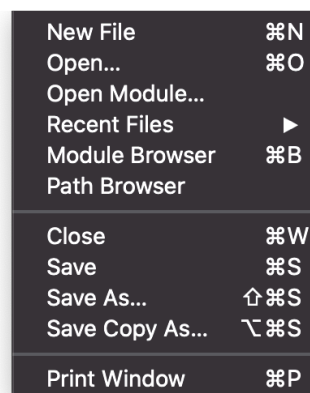 New File ⌘N
Open... ⌘O
Open Module...
Recent Files ▶
Module Browser ⌘B
Path Browser
Close ⌘W
Save ⌘S
Save As... ⇧⌘S
Save Copy As... ⌥⌘S
Print Window ⌘P